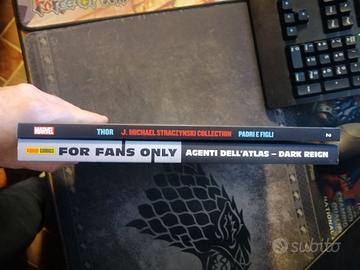 MARVEL THOR J. MICHAEL STRACZYNSKI COLLECTION PADRI E FIGLI 2
PANINI COMICS FOR FANS ONLY AGENTI DELL'ATLAS – DARK REIGN
subito